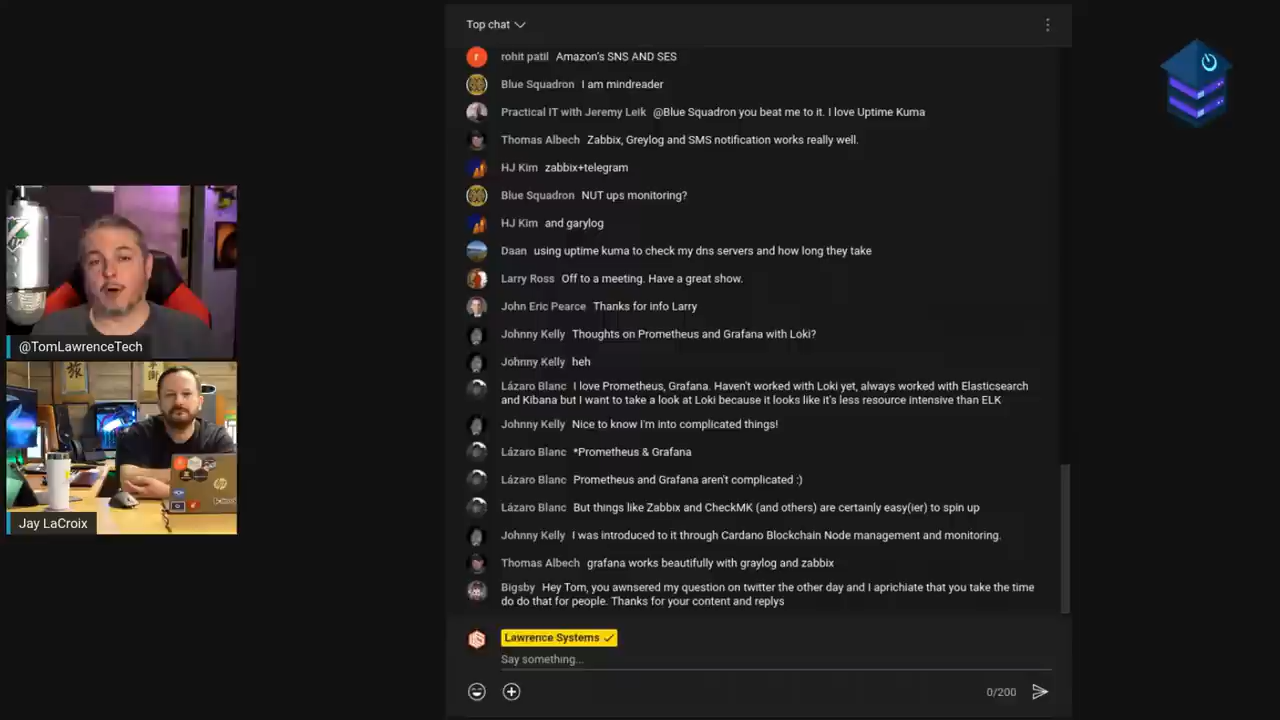 Top chat
rohit patil Amazon's SNS AND SES
Blue Squadron I am mindreader
Practical IT with Jeremy Leik @Blue Squadron you beat me to it. I love Uptime Kuma
Thomas Albech Zabbix, Greylog and SMS notification works really well.
HJ Kim zabbix+telegram
Blue Squadron NUT ups monitoring?
HJ Kim and garylog
Daan using uptime kuma to check my dns servers and how long they take
Larry Ross Off to a meeting. Have a great show.
John Eric Pearce Thanks for info Larry
Johnny Kelly Thoughts on Prometheus and Grafana with Loki?
Johnny Kelly heh
Lázaro Blanc I love Prometheus, Grafana. Haven't worked with Loki yet, always worked with Elasticsearch
and Kibana but I want to take a look at Loki because it looks like it's less resource intensive than ELK
Johnny Kelly Nice to know I'm into complicated things!
Lázaro Blanc *Prometheus & Grafana
Lázaro Blanc Prometheus and Grafana aren't complicated :)
Lázaro Blanc But things like Zabbix and CheckMK (and others) are certainly easy(ier) to spin up
Johnny Kelly I was introduced to it through Cardano Blockchain Node management and monitoring.
Thomas Albech grafana works beautifully with graylog and zabbix
Bigsby Hey Tom, you awnsered my question on twitter the other day and I aprichiate that you take the time
do do that for people. Thanks for your content and replys
Lawrence Systems
Say something...
0/200
@TomLawrenceTech
Jay LaCroix